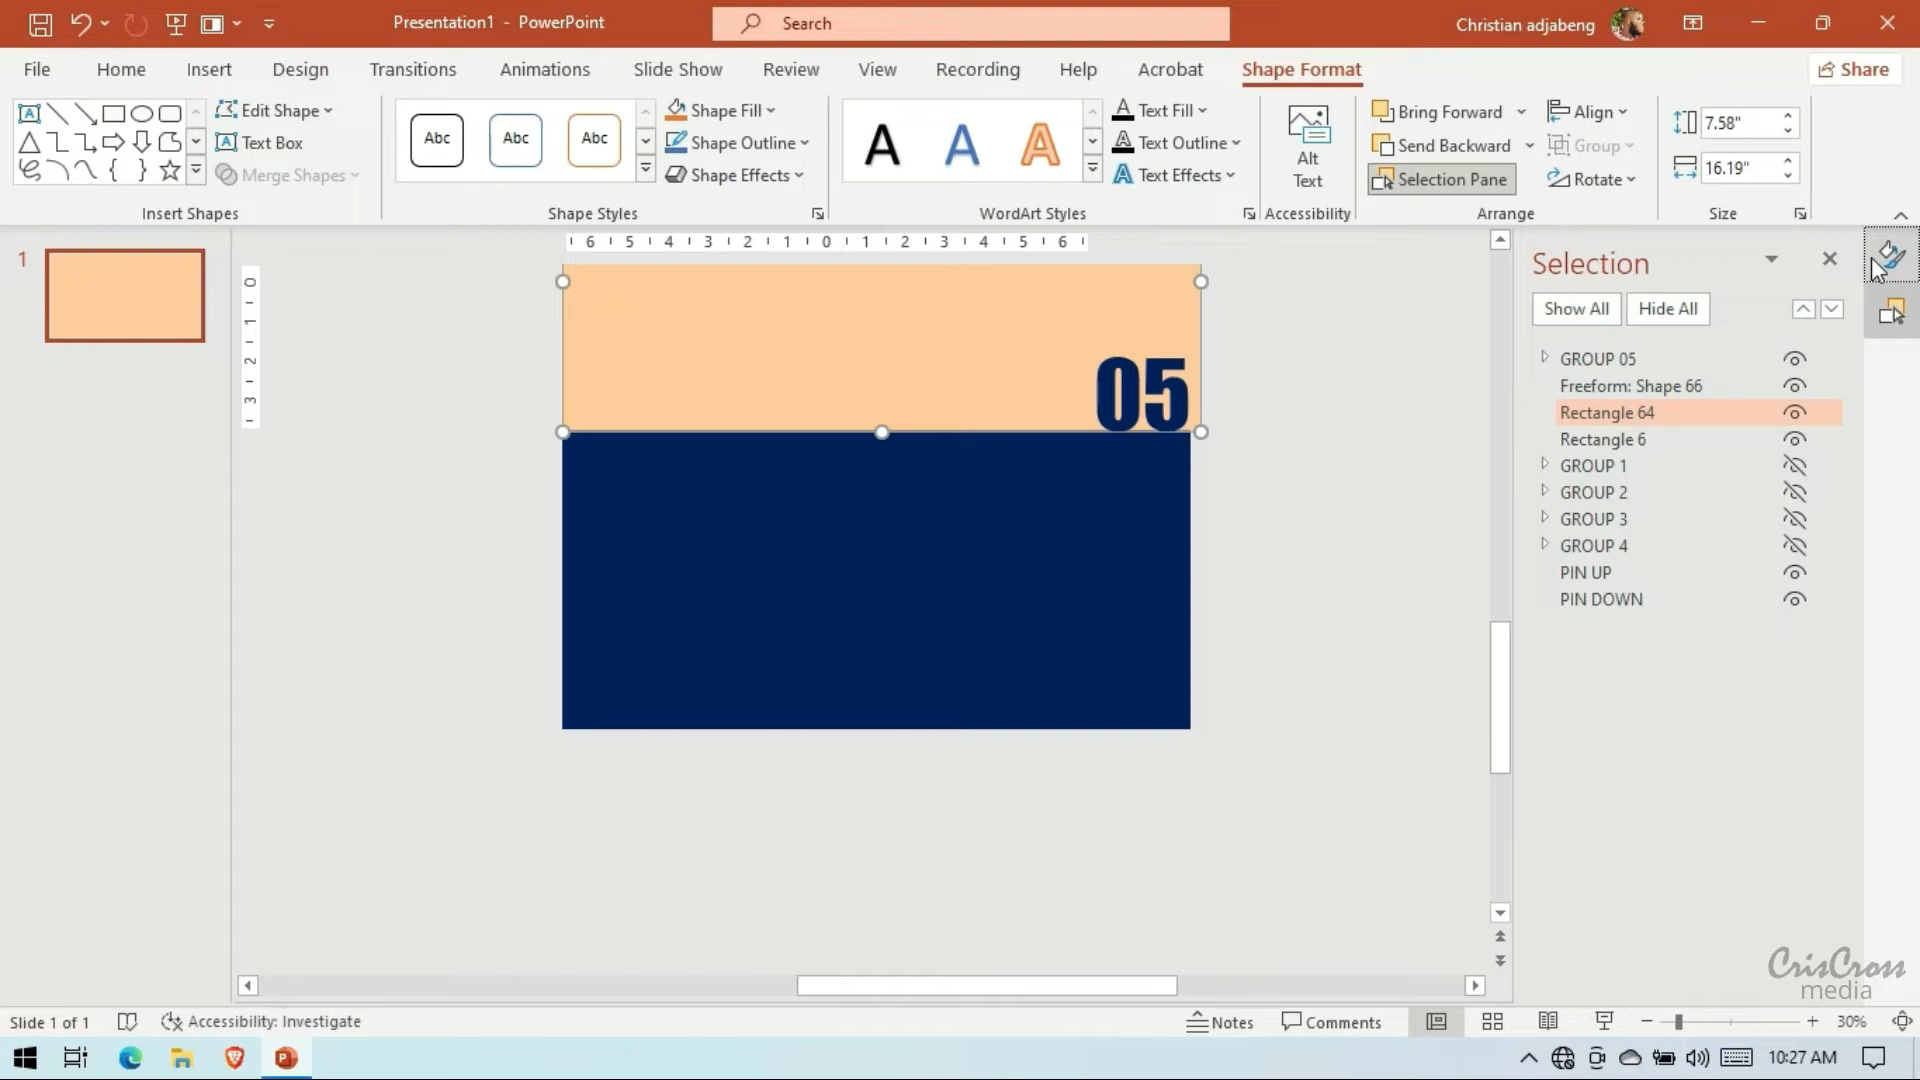 Presentation1 - PowerPoint
Search
Christian adjabeng
File
Home
Insert
Design
Transitions
Animations
Slide Show
Review
View
Recording
Help
Acrobat
Shape Format
Share
Edit Shape
Text Box
Merge Shapes
Insert Shapes
Abc
Abc
Abc
Shape Fill
Shape Outline
Shape Effects
Shape Styles
A
A
A
Text Fill
Text Outline
Text Effects
WordArt Styles
Alt
Text
Accessibility
Bring Forward
Send Backward
Selection Pane
Align
Group
Rotate
Arrange
7.58"
16.19"
Size
6 5 4 3 2 1 0 1 2 3 4 5 6
0
1
2
3
1
05
Selection
Show All
Hide All
GROUP 05
Freeform: Shape 66
Rectangle 64
Rectangle 6
GROUP 1
GROUP 2
GROUP 3
GROUP 4
PIN UP
PIN DOWN
CrisCross
media
Slide 1 of 1
Accessibility: Investigate
Notes
Comments
30%
10:27 AM